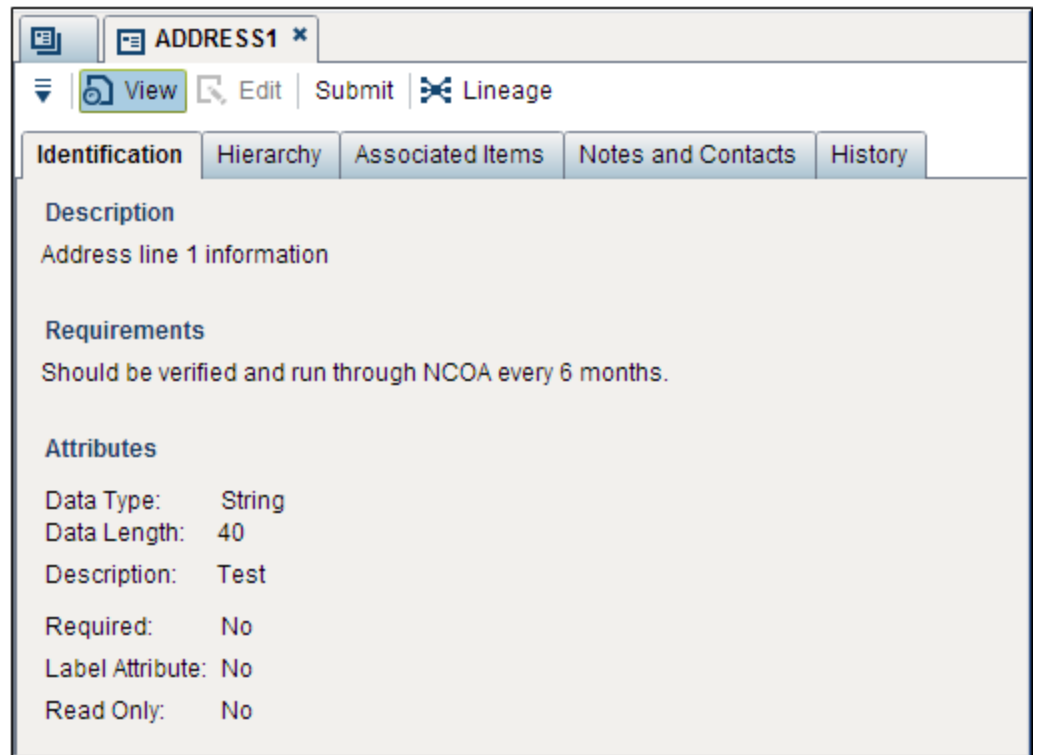 ADDRESS1 ×
View Edit Submit Lineage
Identification Hierarchy Associated Items Notes and Contacts History
Description
Address line 1 information
Requirements
Should be verified and run through NCOA every 6 months.
Attributes
Data Type: String
Data Length: 40
Description: Test
Required: No
Label Attribute: No
Read Only: No